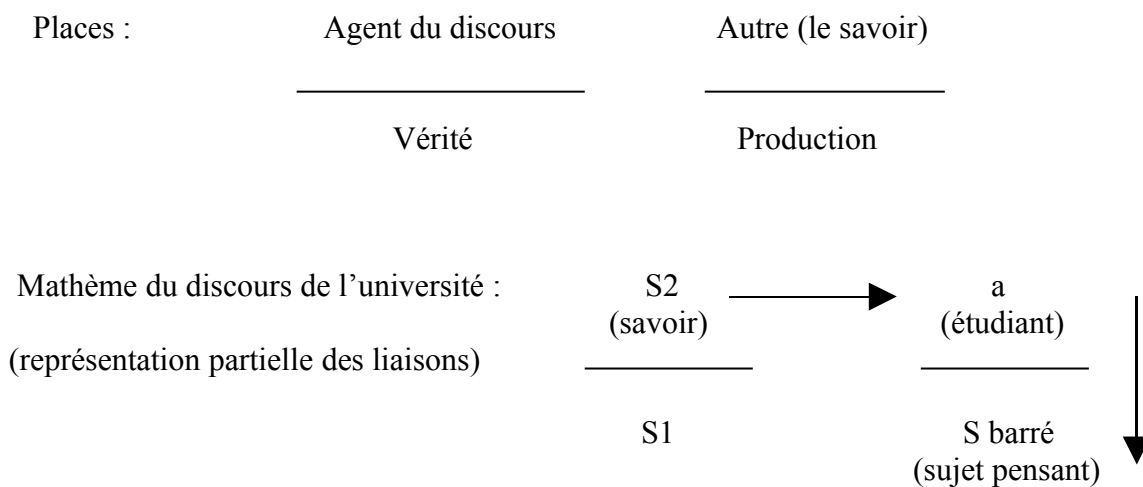 Places : Agent du discours Autre (le savoir)
Vérité Production
Mathème du discours de l'université : S2 a
(savoir) (étudiant)
(représentation partielle des liaisons)
S1 S barré
(sujet pensant)